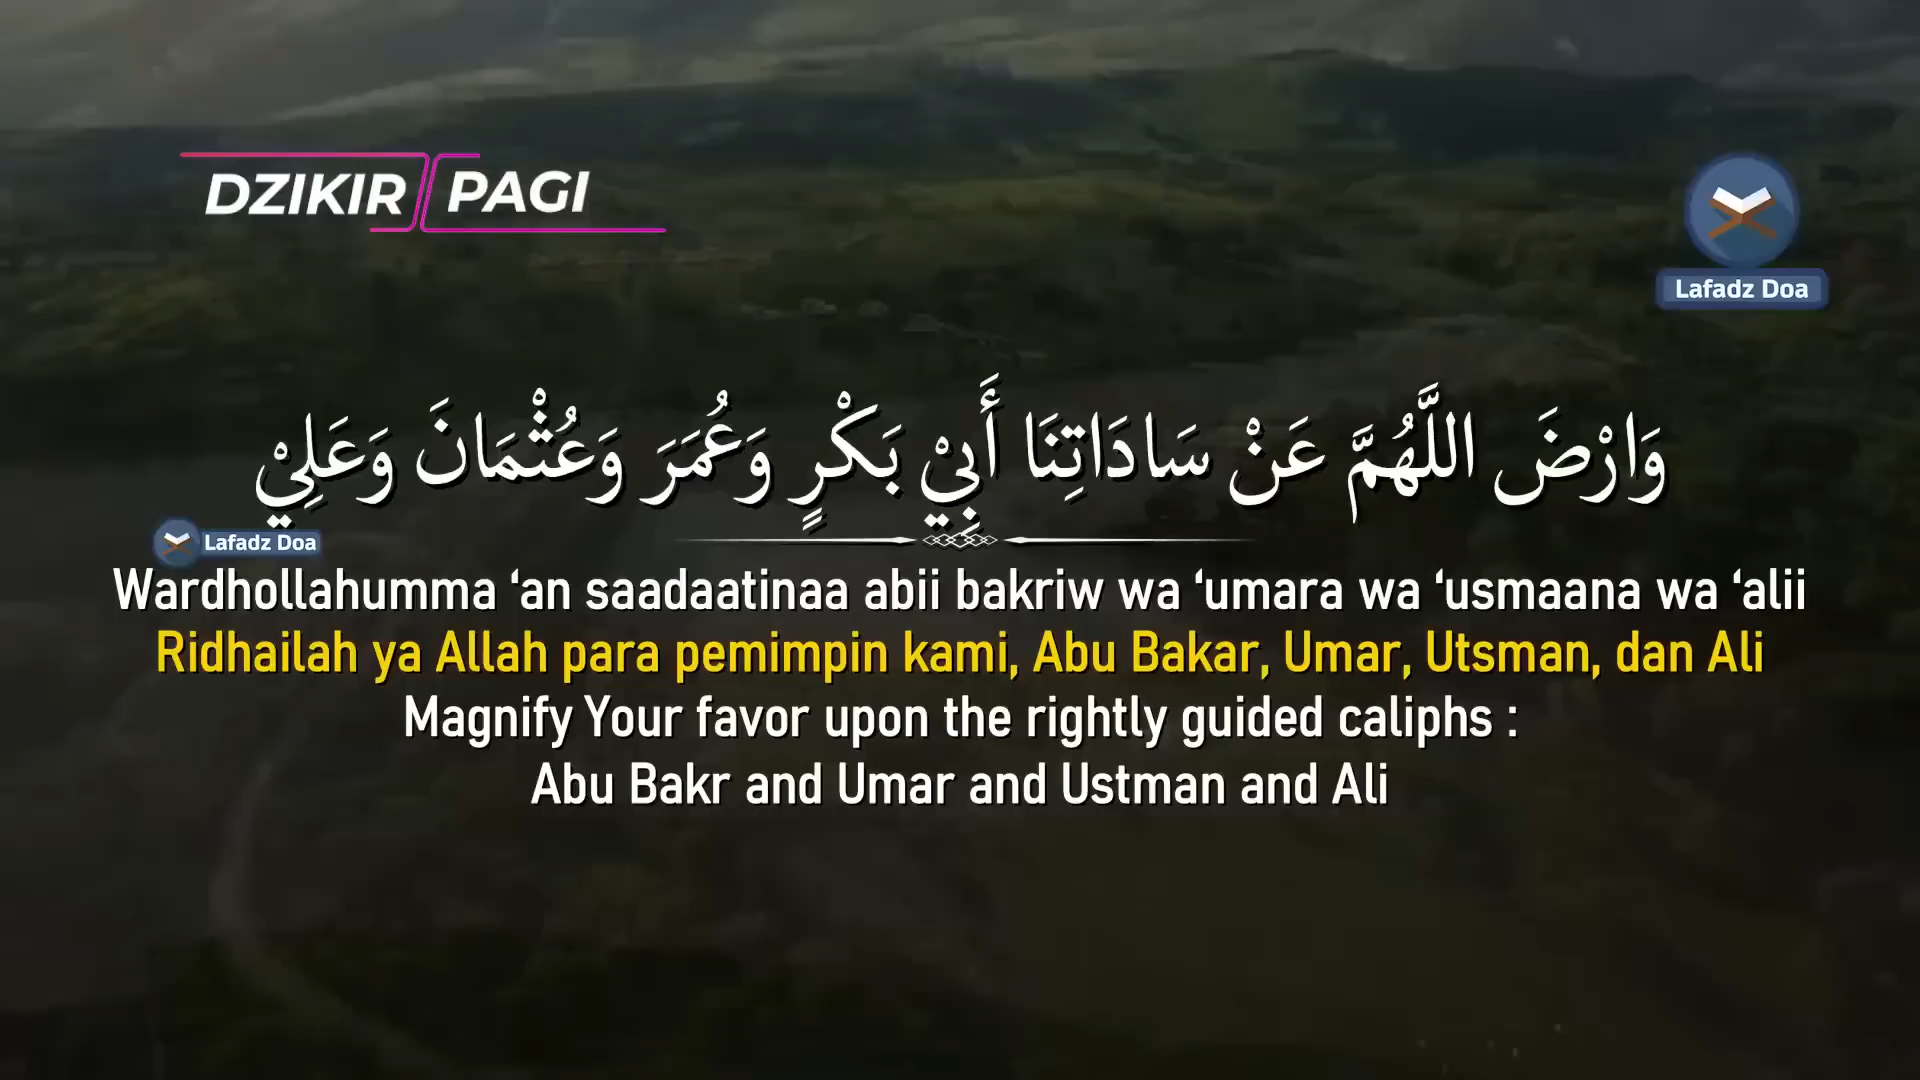 DZIKIR PAGI
Lafadz Doa
وَارْضَ اللَّهُمَّ عَنْ سَادَاتِنَا أَبِيْ بَكْرٍ وَعُمَرَ وَعُثْمَانَ وَعَلِيْ
Lafadz Doa
Wardhollahumma ‘an saadaatinaa abii bakriw wa ‘umara wa ‘usmaana wa ‘alii
Ridhailah ya Allah para pemimpin kami, Abu Bakar, Umar, Utsman, dan Ali
Magnify Your favor upon the rightly guided caliphs :
Abu Bakr and Umar and Ustman and Ali